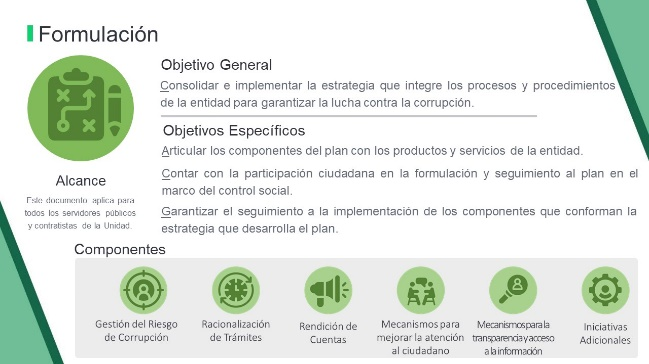 Formulación
Objetivo General
Consolidar e implementar la estrategia que integre los procesos y procedimientos
de la entidad para garantizar la lucha contra la corrupción.
Objetivos Específicos
Articular los componentes del plan con los productos y servicios de la entidad.
Contar con la participación ciudadana en la formulación y seguimiento al plan en el
marco del control social.
Garantizar el seguimiento a la implementación de los componentes que conforman la
estrategia que desarrolla el plan.
Alcance
Este documento aplica para
todos los servidores públicos
y contratistas de la Unidad.
Componentes
Gestión del Riesgo
de Corrupción
Racionalización
de Trámites
Rendición de
Cuentas
Mecanismos para
mejorar la atención
al ciudadano
Mecanismos para la
transparencia y acceso
a la información
Iniciativas
Adicionales